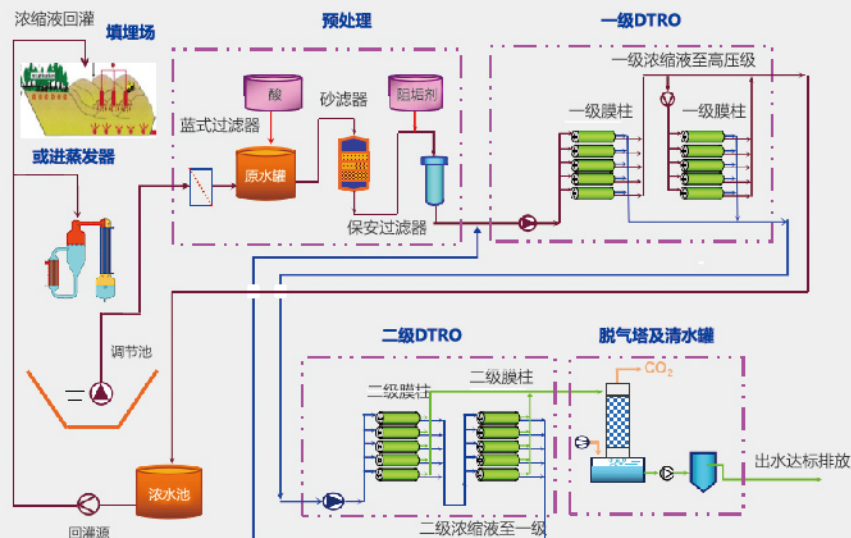 浓缩液回灌
填埋场
预处理
一级DTRO
一级浓缩液至高压级
酸
砂滤器
阻垢剂
一级膜柱
一级膜柱
蓝式过滤器
或进蒸发器
原水罐
保安过滤器
二级DTRO
脱气塔及清水罐
调节池
二级膜柱
二级膜柱
CO₂
出水达标排放
浓水池
二级浓缩液至一级
回灌源